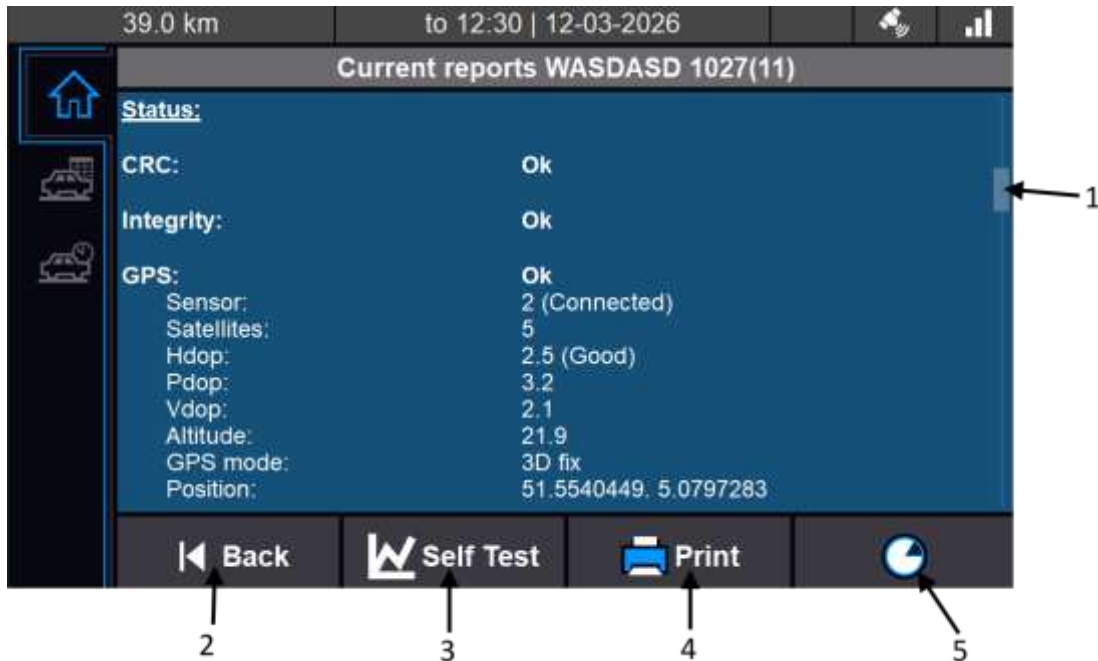 39.0 km to 12:30 | 12-03-2026
Current reports WASDASD 1027(11)
Status:
CRC: Ok
Integrity: Ok
GPS: Ok
Sensor: 2 (Connected)
Satellites: 5
Hdop: 2.5 (Good)
Pdop: 3.2
Vdop: 2.1
Altitude: 21.9
GPS mode: 3D fix
Position: 51.5540449, 5.0797283
Back Self Test Print
1
2 3 4 5